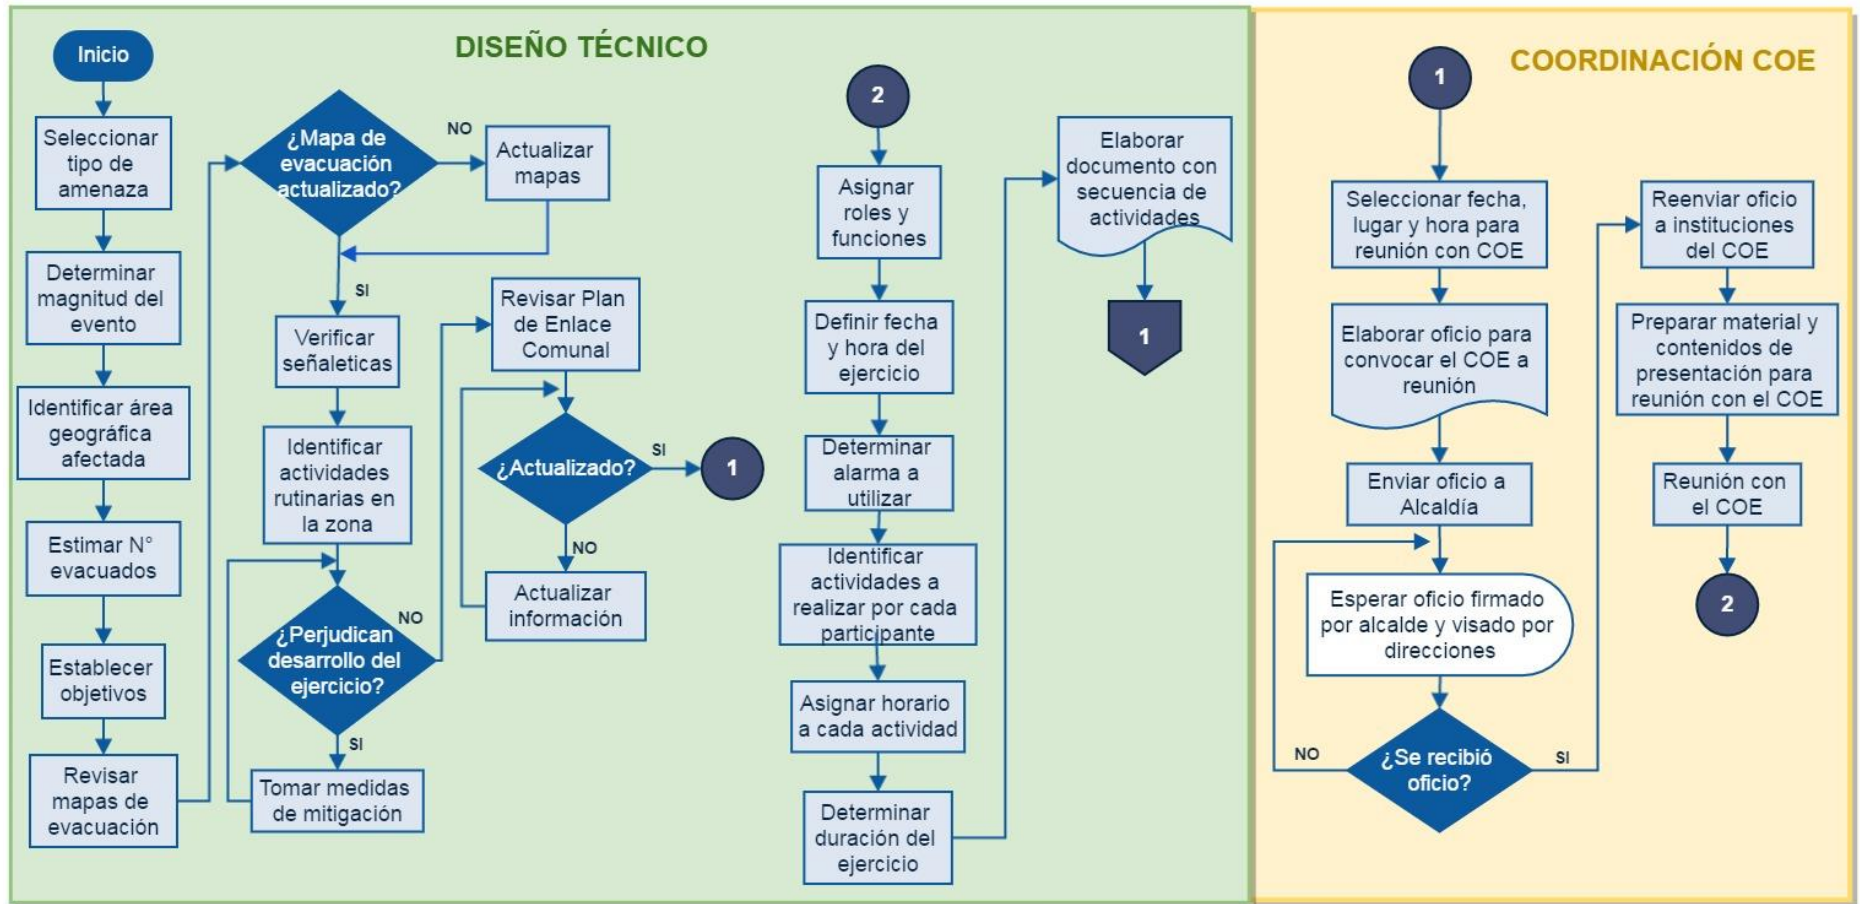 DISEÑO TÉCNICO
Inicio
Seleccionar
tipo de
amenaza
Determinar
magnitud del
evento
Identificar área
geográfica
afectada
Estimar N°
evacuados
Establecer
objetivos
Revisar
mapas de
evacuación
¿Mapa de
evacuación
actualizado?
NO
Actualizar
mapas
SI
Verificar
señaleticas
Identificar
actividades
rutinarias en
la zona
¿Perjudican
desarrollo del
ejercicio?
NO
SI
Tomar medidas
de mitigación
Revisar Plan
de Enlace
Comunal
¿Actualizado?
SI
1
NO
Actualizar
información
2
Asignar
roles y
funciones
Definir fecha
y hora del
ejercicio
Determinar
alarma a
utilizar
Identificar
actividades a
realizar por cada
participante
Asignar horario
a cada actividad
Determinar
duración del
ejercicio
Elaborar
documento con
secuencia de
actividades
1
COORDINACIÓN COE
1
Seleccionar fecha,
lugar y hora para
reunión con COE
Elaborar oficio para
convocar el COE a
reunión
Enviar oficio a
Alcaldía
Esperar oficio firmado
por alcalde y visado por
direcciones
¿Se recibió
oficio?
NO
SI
Reenviar oficio
a instituciones
del COE
Preparar material y
contenidos de
presentación para
reunión con el COE
Reunión con
el COE
2